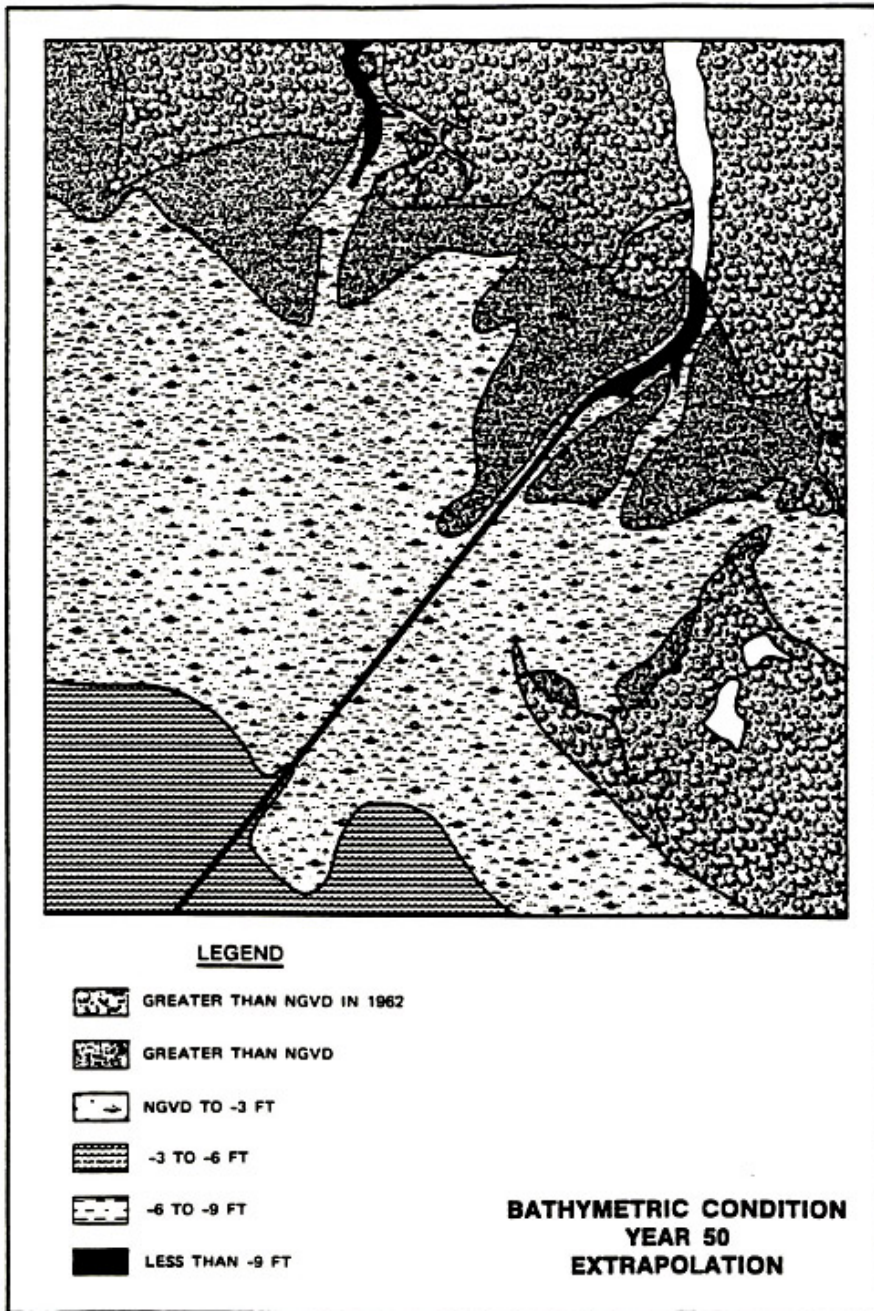 LEGEND
GREATER THAN NGVD IN 1962
GREATER THAN NGVD
NGVD TO -3 FT
-3 TO -6 FT
-6 TO -9 FT
LESS THAN -9 FT
BATHYMETRIC CONDITION
YEAR 50
EXTRAPOLATION